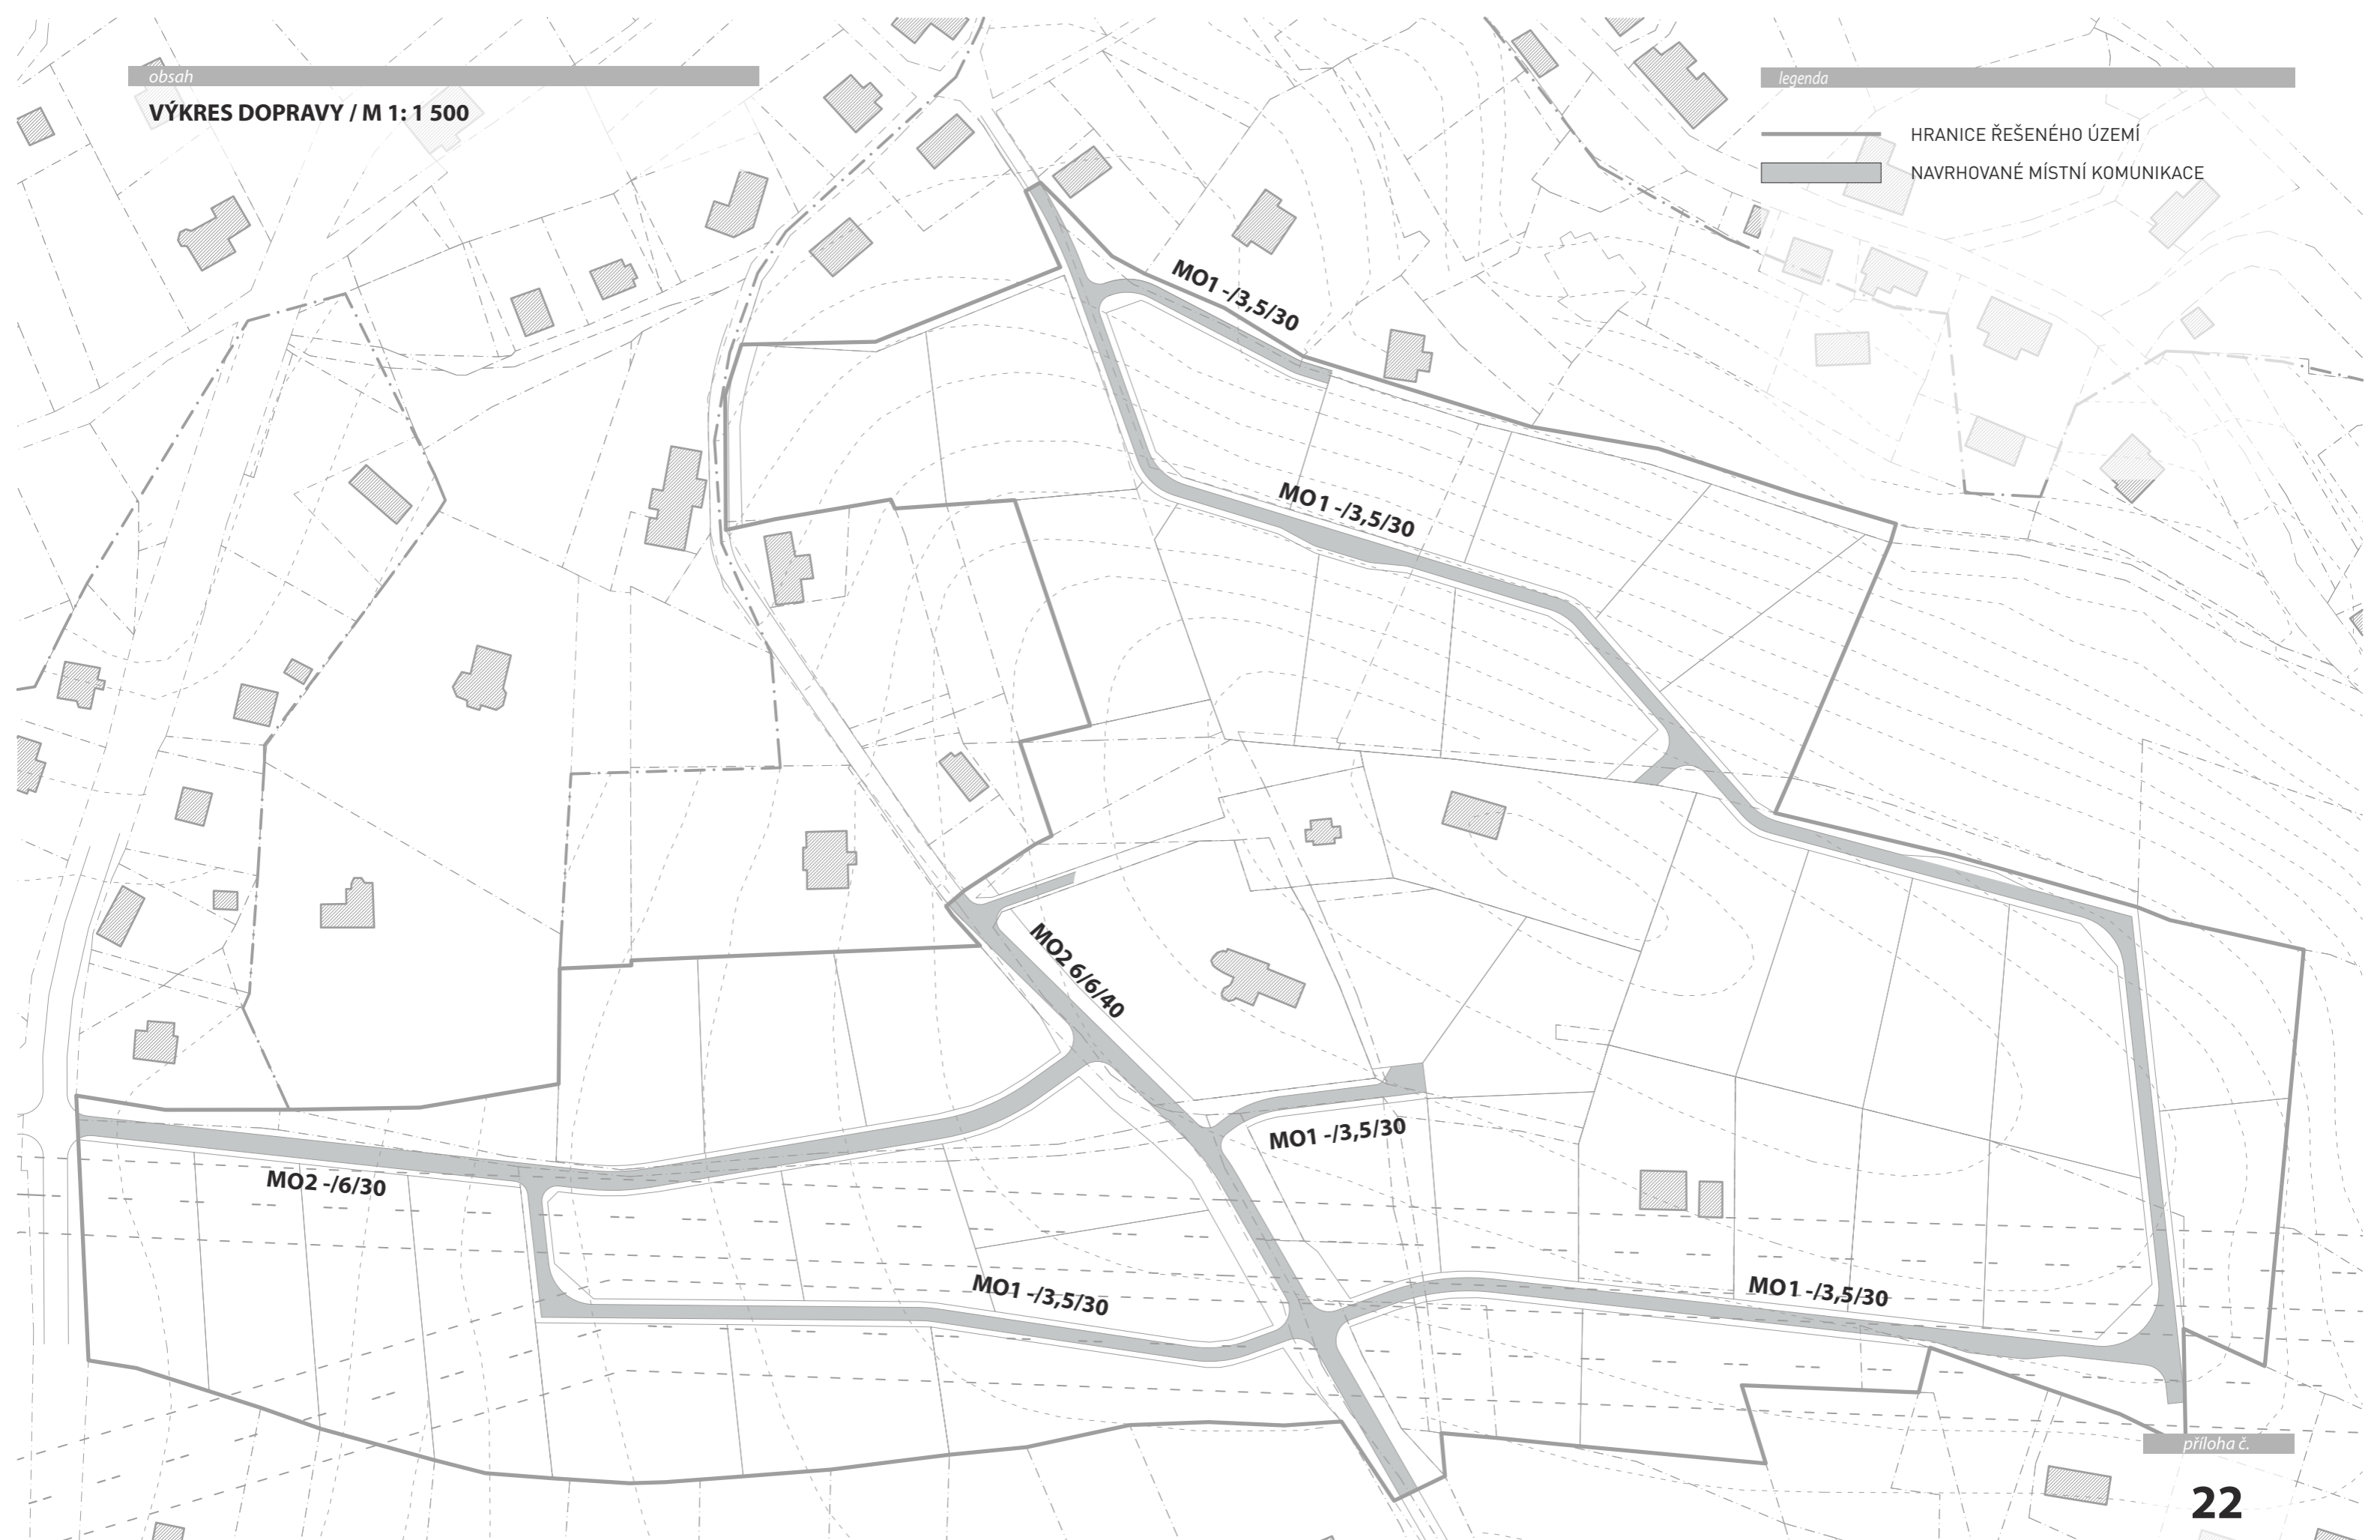 obsah
VÝKRES DOPRAVY / M 1: 1 500
legenda
HRANICE ŘEŠENÉHO ÚZEMÍ
NAVRHOVANÉ MÍSTNÍ KOMUNIKACE
MO1 -/3,5/30
MO1 -/3,5/30
MO2 6/6/40
MO1 -/3,5/30
MO2 -/6/30
MO1 -/3,5/30
MO1 -/3,5/30
příloha č.
22